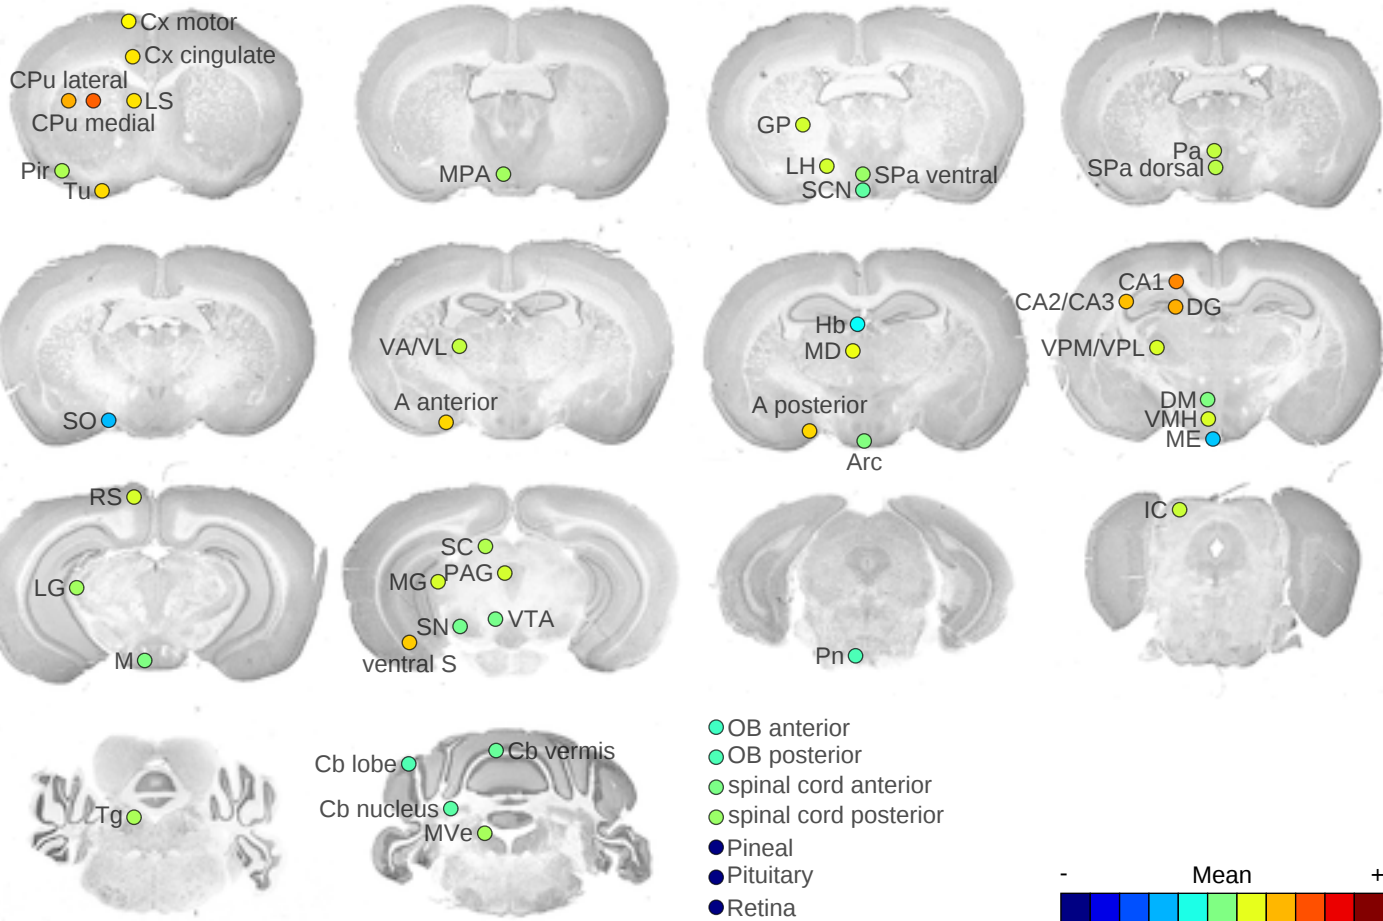 Cx motor
Cx cingulate
CPu lateral
LS
CPu medial
Pir
Tu
MPA
GP
LH
SPa ventral
SCN
Pa
SPa dorsal
SO
VA/VL
A anterior
Hb
MD
A posterior
Arc
CA1
CA2/CA3
DG
VPM/VPL
DM
VMH
ME
RS
LG
M
SC
MG
PAG
SN
VTA
ventral S
Pn
IC
Tg
Cb lobe
Cb vermis
Cb nucleus
MVe
OB anterior
OB posterior
spinal cord anterior
spinal cord posterior
Pineal
Pituitary
Retina
- Mean +